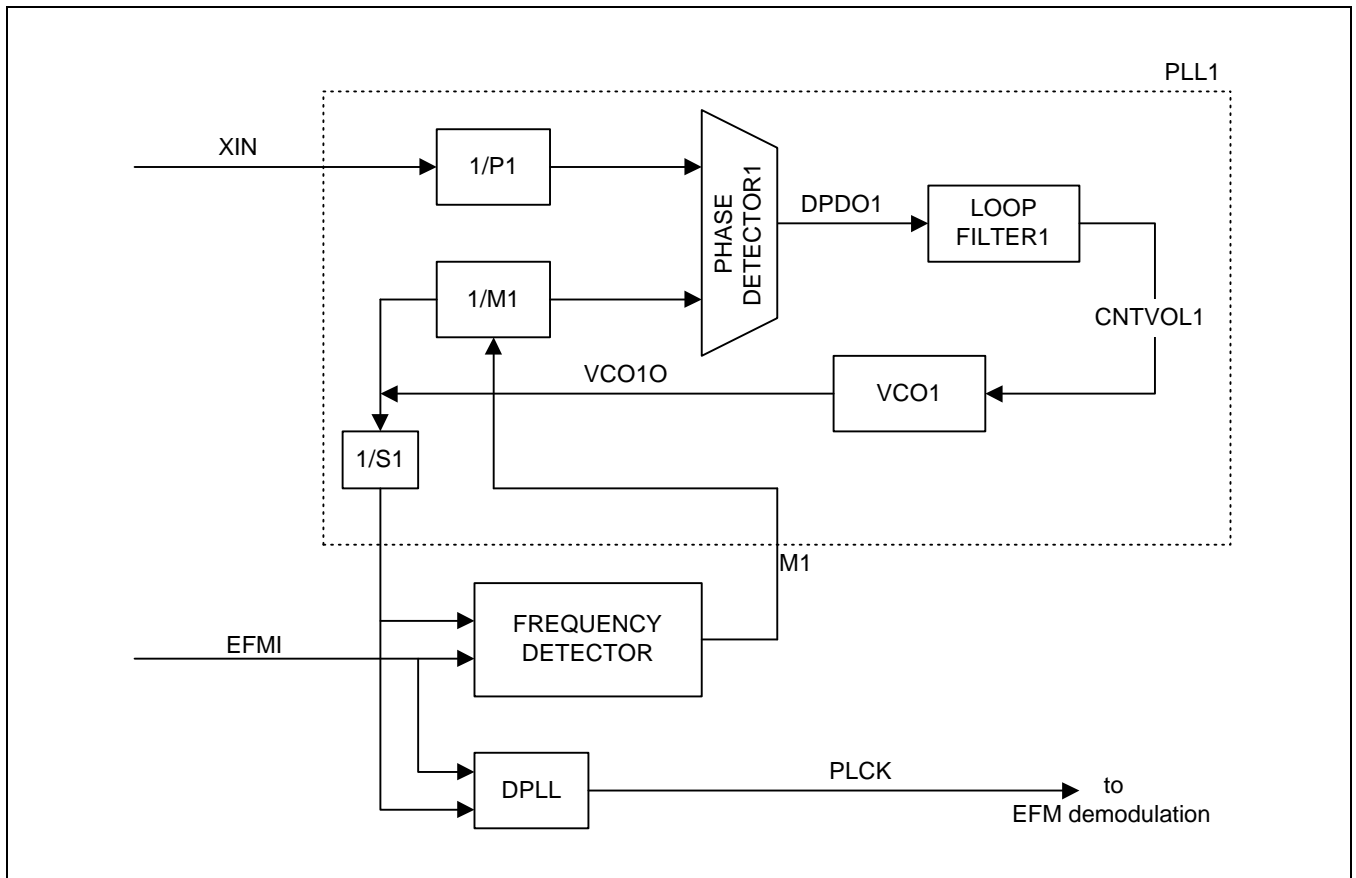 PLL1
XIN
1/P1
PHASE
DETECTOR1
DPDO1
LOOP
FILTER1
1/M1
CNTVOL1
VCO1O
VCO1
1/S1
M1
FREQUENCY
DETECTOR
EFMI
DPLL
PLCK
to
EFM demodulation